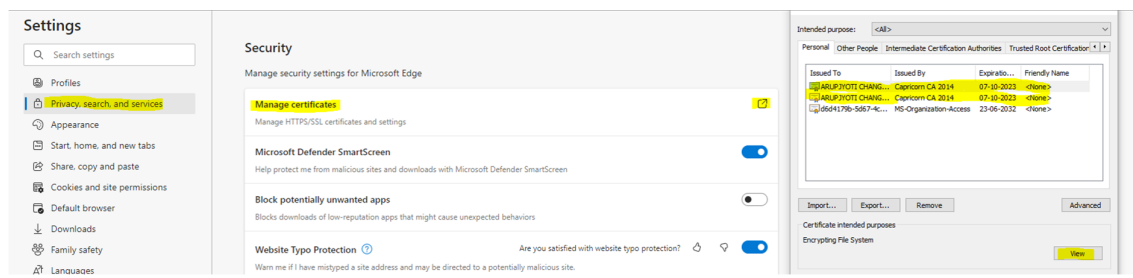 Settings
Search settings
Profiles
Privacy, search, and services
Appearance
Start, home, and new tabs
Share, copy and paste
Cookies and site permissions
Default browser
Downloads
Family safety
Languages
Security
Manage security settings for Microsoft Edge
Manage certificates
Manage HTTPS/SSL certificates and settings
Microsoft Defender SmartScreen
Help protect me from malicious sites and downloads with Microsoft Defender SmartScreen
Block potentially unwanted apps
Blocks downloads of low-reputation apps that might cause unexpected behaviors
Website Typo Protection Are you satisfied with website typo protection?
Warn me if I have mistyped a site address and may be directed to a potentially malicious site.
Intended purpose: <All>
Personal Other People Intermediate Certification Authorities Trusted Root Certification
Issued To Issued By Expiratio... Friendly Name
ARUPJYOTI CHANG... Capricorn CA 2014 07-10-2023 <None>
ARUPJYOTI CHANG... Capricorn CA 2014 07-10-2023 <None>
d6d4179b-5d67-4c... MS-Organization-Access 23-06-2032 <None>
Import... Export... Remove Advanced
Certificate intended purposes
Encrypting File System
View